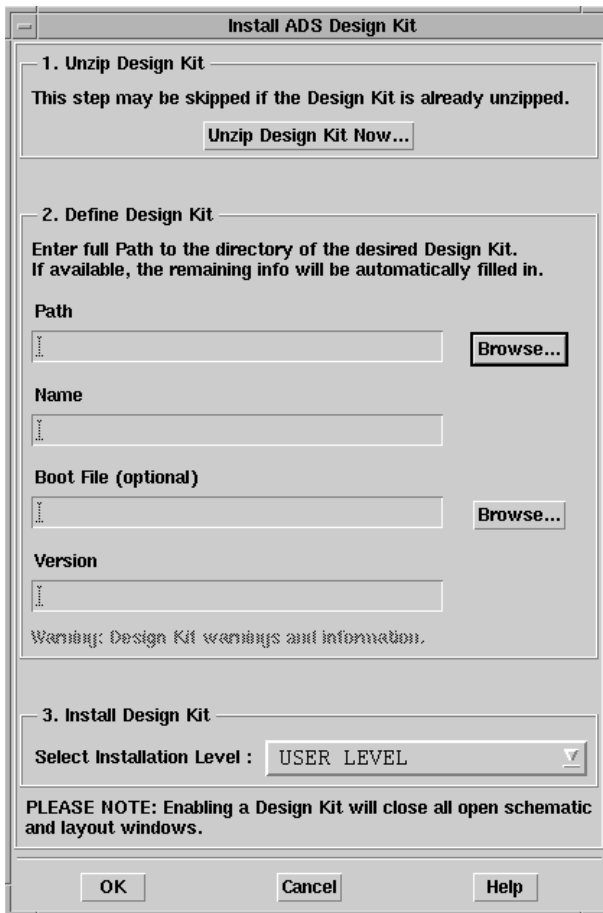 Install ADS Design Kit
1. Unzip Design Kit
This step may be skipped if the Design Kit is already unzipped.
Unzip Design Kit Now...
2. Define Design Kit
Enter full Path to the directory of the desired Design Kit.
If available, the remaining info will be automatically filled in.
Path
Browse...
Name
Boot File (optional)
Browse...
Version
Warning: Design Kit warnings and information.
3. Install Design Kit
Select Installation Level : USER LEVEL
PLEASE NOTE: Enabling a Design Kit will close all open schematic
and layout windows.
OK Cancel Help